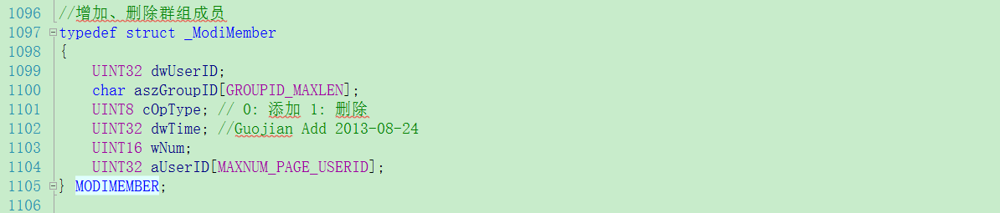 1096 //增加、删除群组成员
1097 typedef struct _ModiMember
1098 {
1099 UINT32 dwUserID;
1100 char aszGroupID[GROUPID_MAXLEN];
1101 UINT8 cOpType; // 0: 添加 1: 删除
1102 UINT32 dwTime; //Guojian Add 2013-08-24
1103 UINT16 wNum;
1104 UINT32 aUserID[MAXNUM_PAGE_USERID];
1105 } MODIMEMBER;
1106